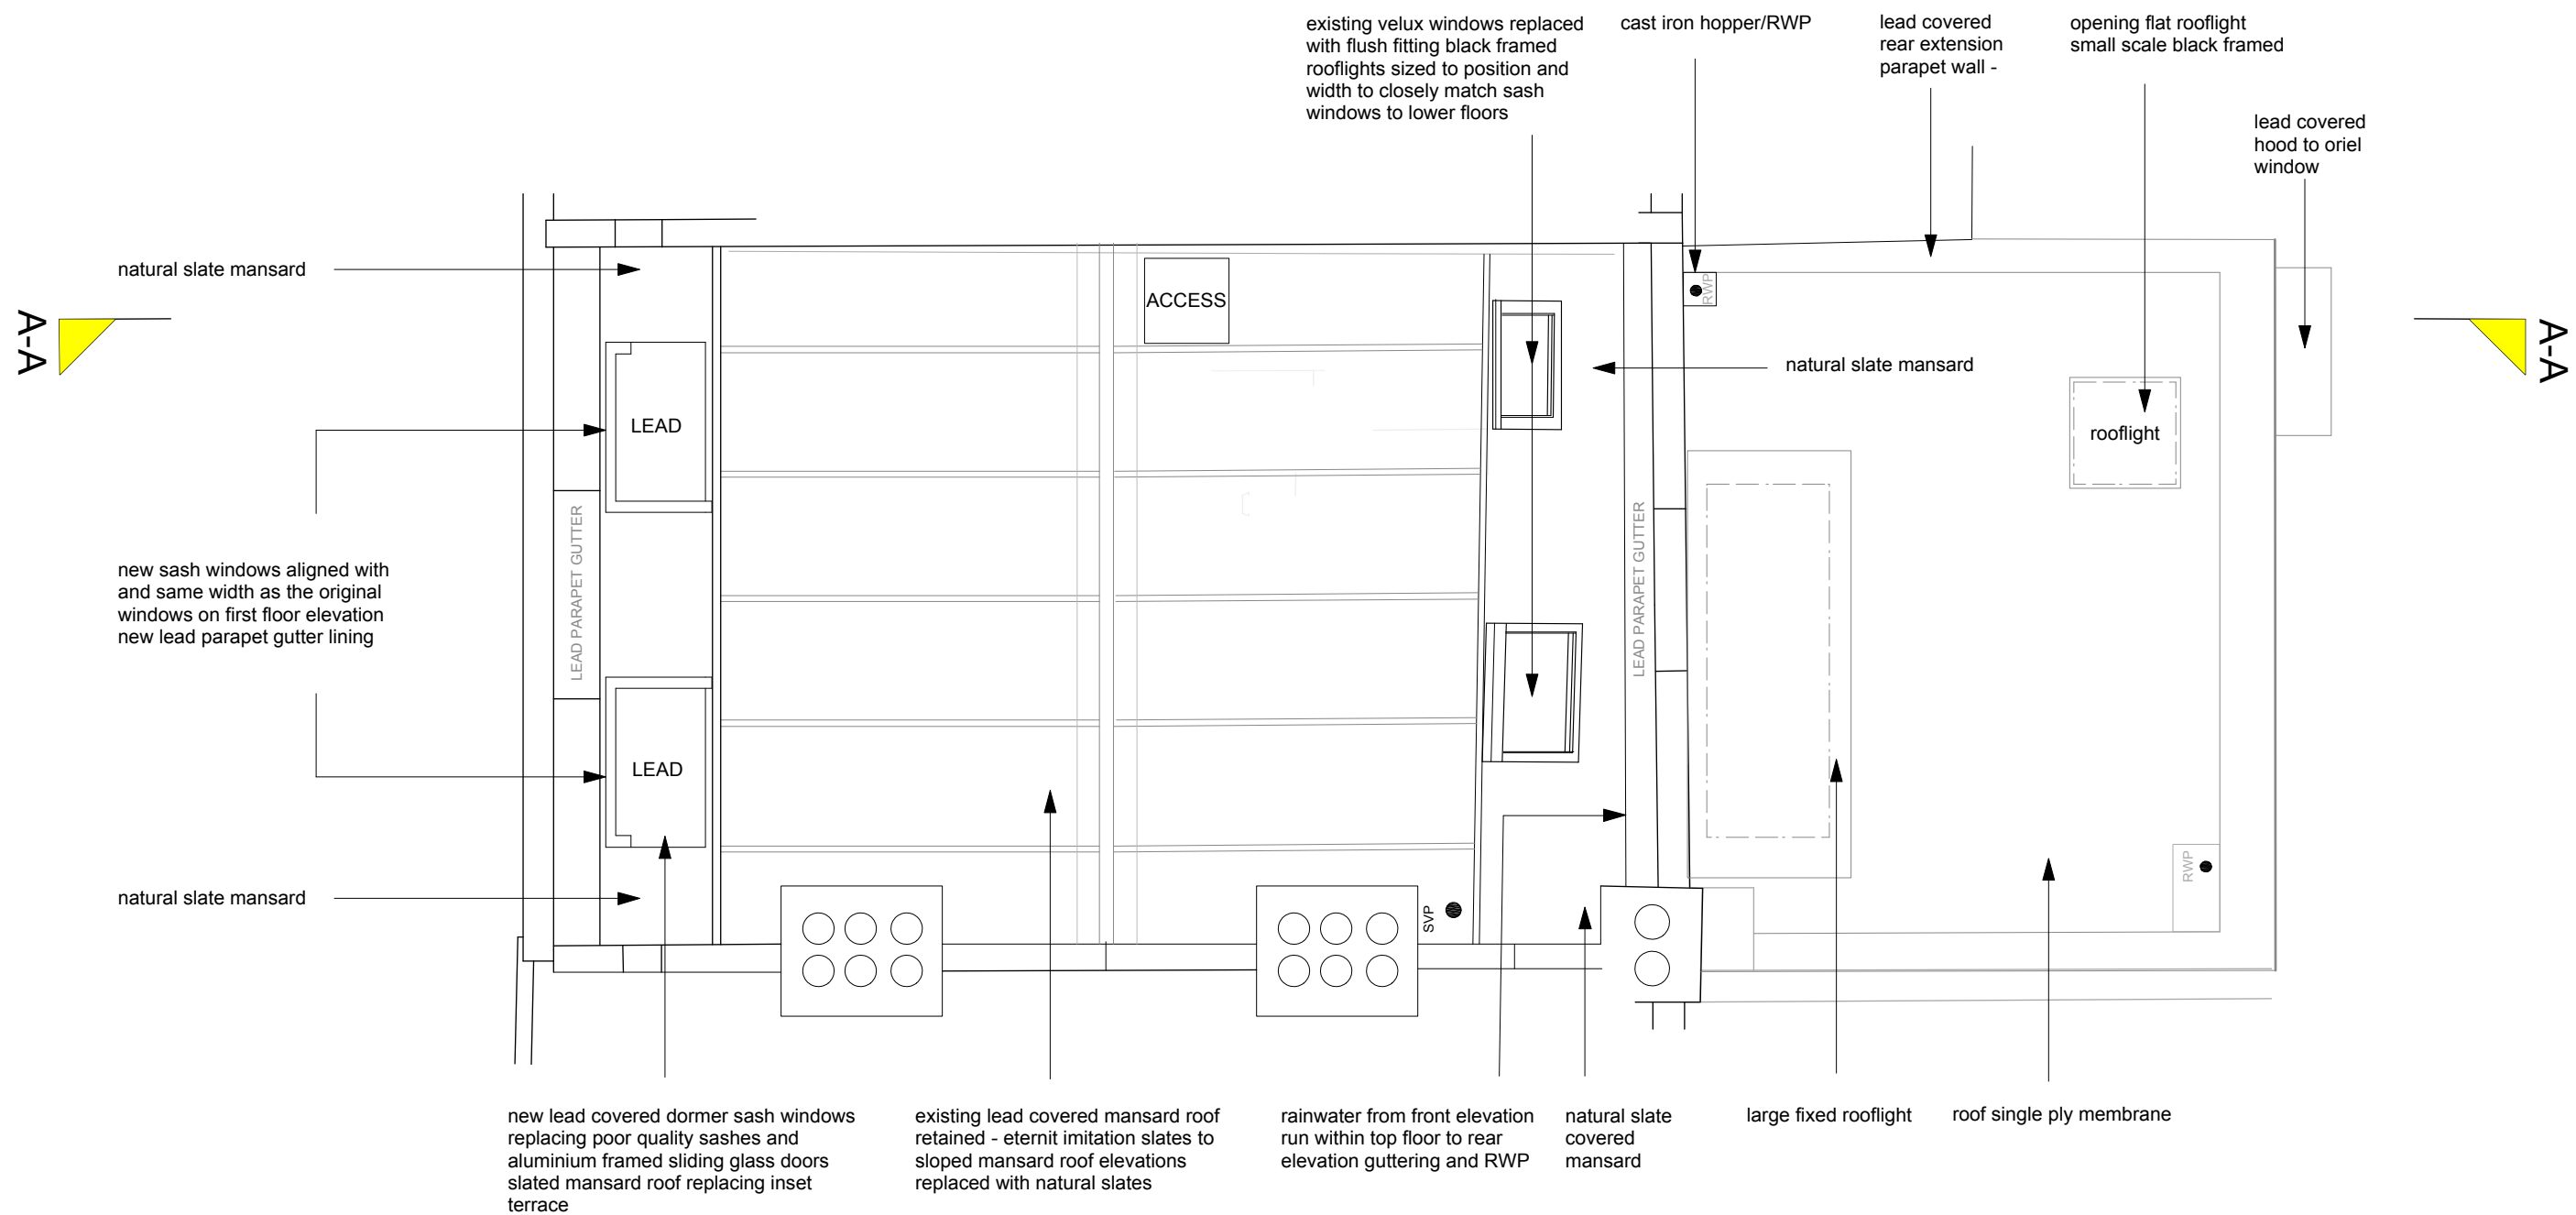 existing velux windows replaced
with flush fitting black framed
rooflights sized to position and
width to closely match sash
windows to lower floors
cast iron hopper/RWP
lead covered
rear extension
parapet wall -
opening flat rooflight
small scale black framed
lead covered
hood to oriel
window
natural slate mansard
ACCESS
RWP
A-A
A-A
natural slate mansard
LEAD
rooflight
LEAD PARAPET GUTTER
LEAD PARAPET GUTTER
new sash windows aligned with
and same width as the original
windows on first floor elevation
new lead parapet gutter lining
LEAD
RWP
natural slate mansard
SVP
new lead covered dormer sash windows
replacing poor quality sashes and
aluminium framed sliding glass doors
slated mansard roof replacing inset
terrace
existing lead covered mansard roof
retained - eternit imitation slates to
sloped mansard roof elevations
replaced with natural slates
rainwater from front elevation
run within top floor to rear
elevation guttering and RWP
natural slate
covered
mansard
large fixed rooflight
roof single ply membrane